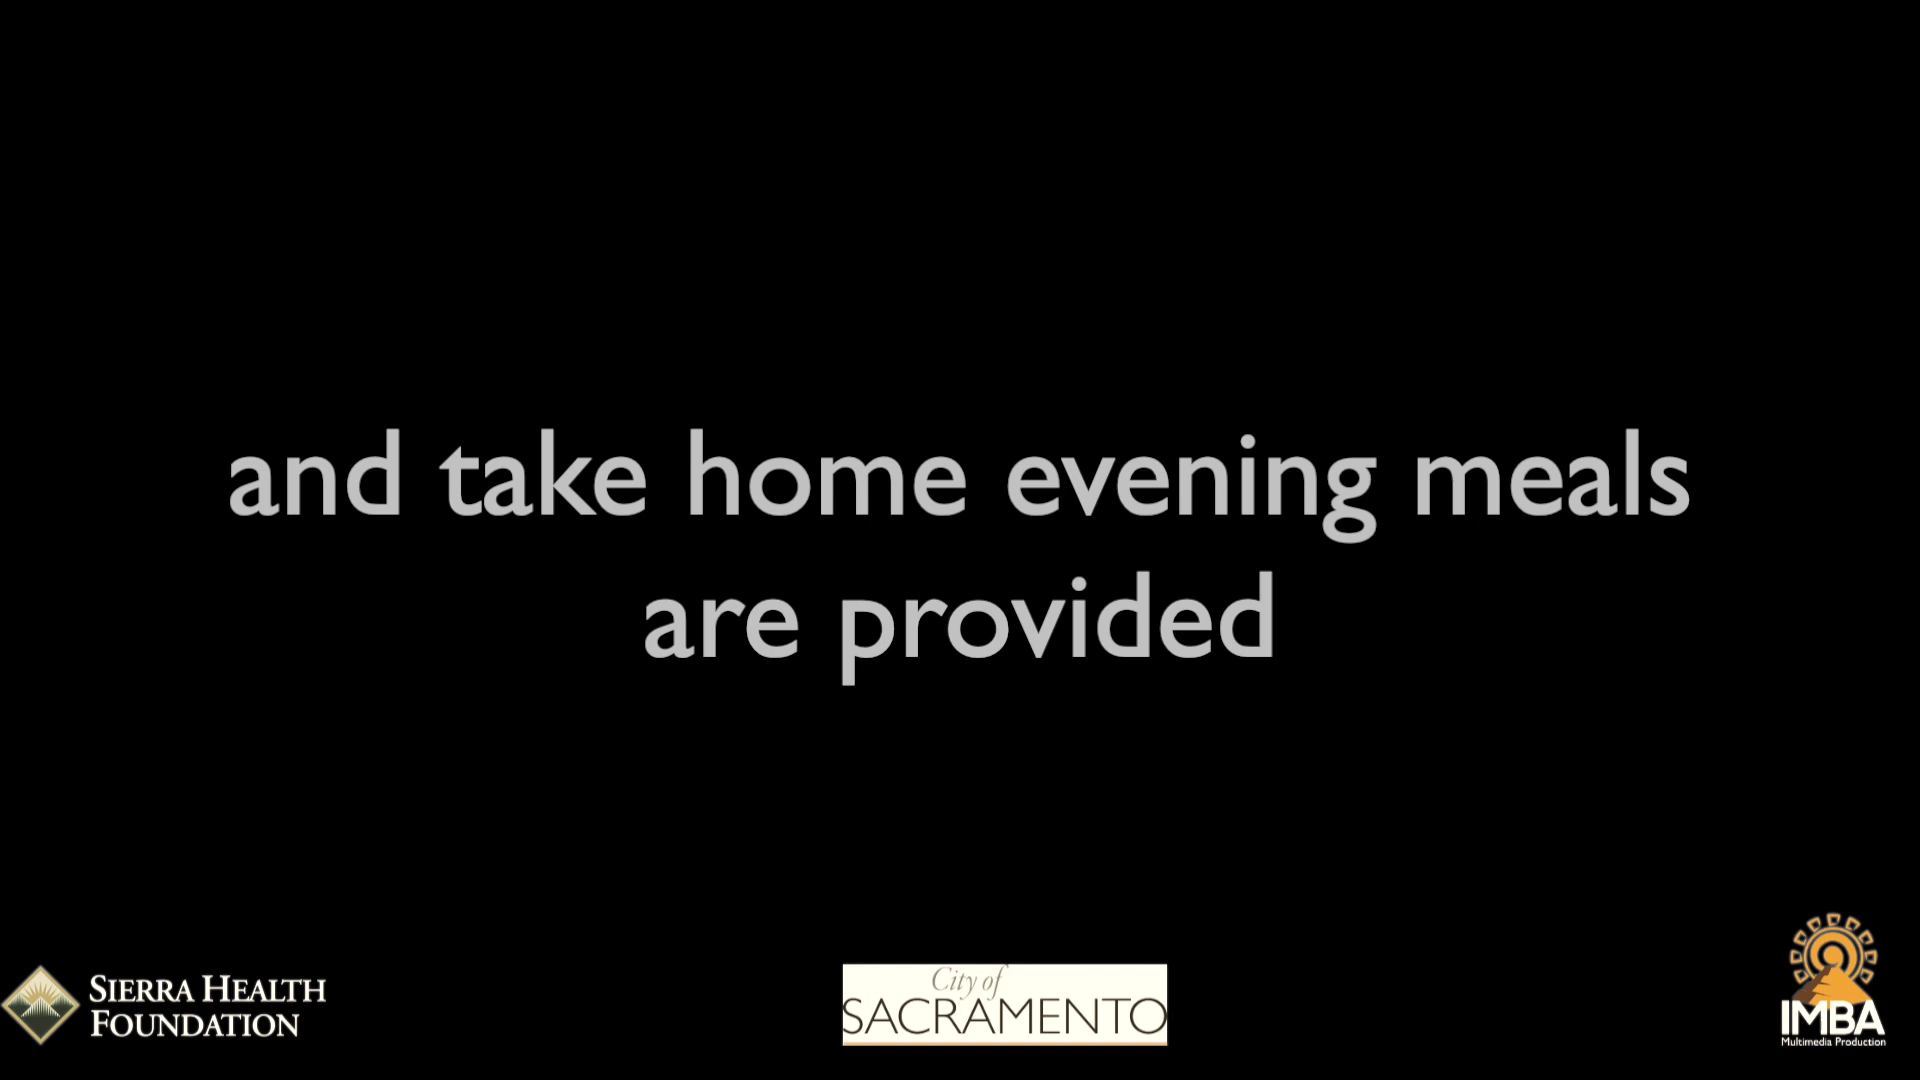 and take home evening meals
are provided
SIERRA HEALTH
FOUNDATION
City of
SACRAMENTO
IMBA
Multimedia Production